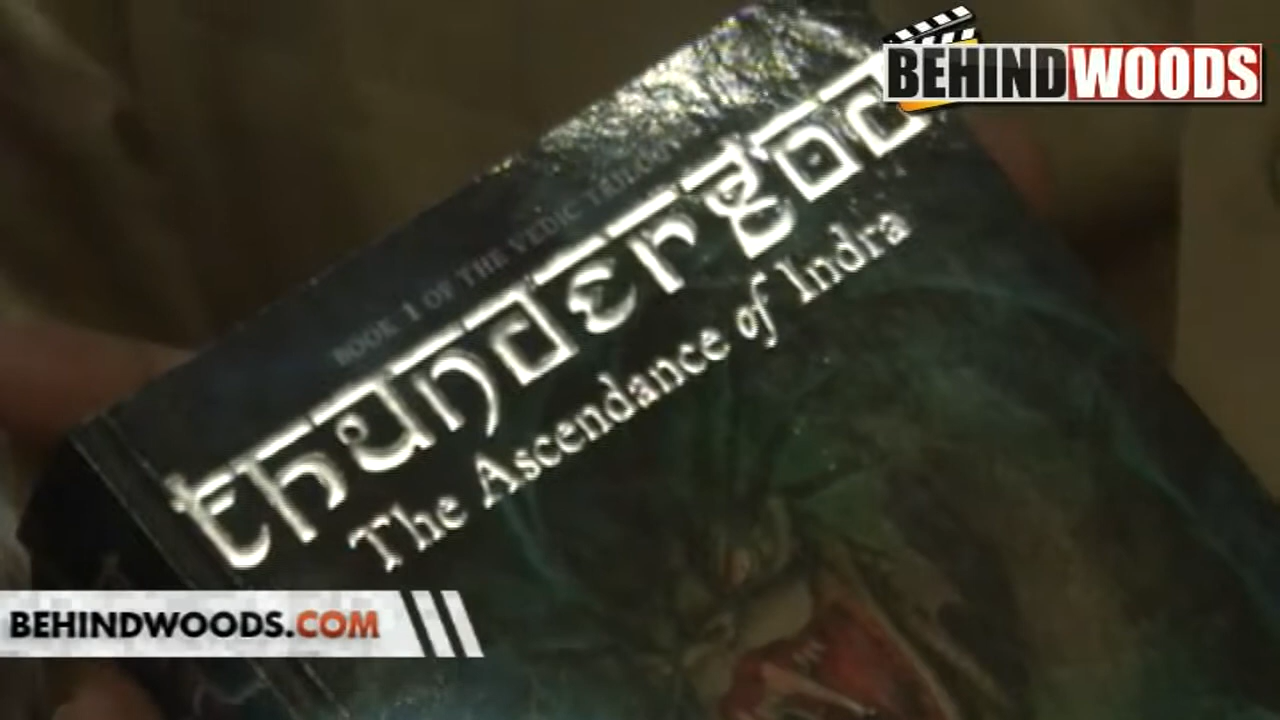 BEHINDWOODS
BOOK 1 OF THE VEDIC TRILOGY
thundergod
The Ascendance of Indra
BEHINDWOODS.COM